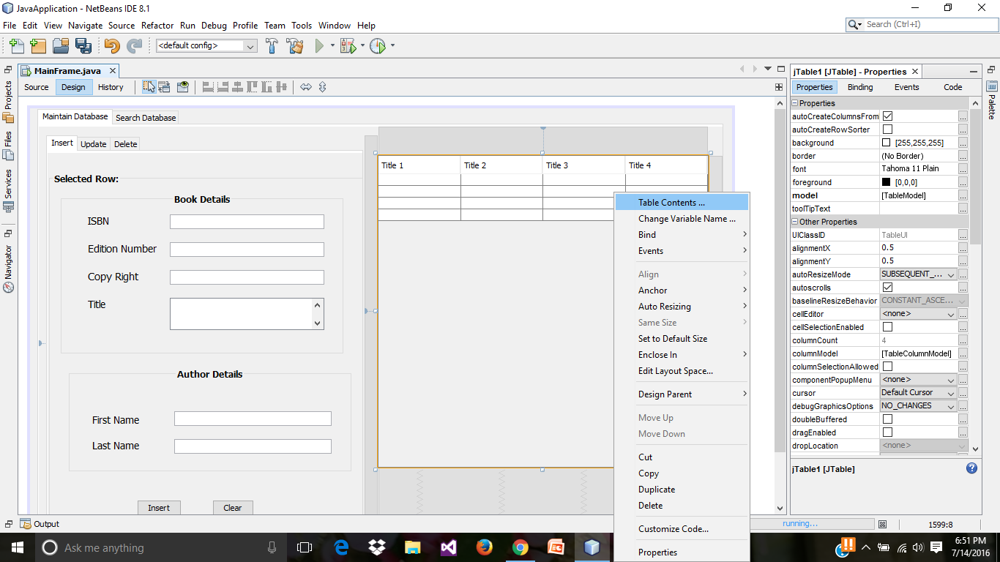 JavaApplication - NetBeans IDE 8.1
File Edit View Navigate Source Refactor Run Debug Profile Team Tools Window Help
Search (Ctrl+I)
<default config>
MainFrame.java
Source Design History
Projects
Files
Services
Navigator
Maintain Database Search Database
Insert Update Delete
Selected Row:
Book Details
ISBN
Edition Number
Copy Right
Title
Author Details
First Name
Last Name
Insert Clear
Title 1 Title 2 Title 3 Title 4
Table Contents ...
Change Variable Name ...
Bind
Events
Align
Anchor
Auto Resizing
Same Size
Set to Default Size
Enclose In
Edit Layout Space...
Design Parent
Move Up
Move Down
Cut
Copy
Duplicate
Delete
Customize Code...
Properties
jTable1 [JTable] - Properties
Properties Binding Events Code
Properties
autoCreateColumnsFrom
autoCreateRowSorter
background [255,255,255]
border (No Border)
font Tahoma 11 Plain
foreground [0,0,0]
model [TableModel]
toolTipText
Other Properties
UIClassID TableUI
alignmentX 0.5
alignmentY 0.5
autoResizeMode SUBSEQUENT_...
autoscrolls
baselineResizeBehavior CONSTANT_ASCE...
cellEditor <none>
cellSelectionEnabled
columnCount 4
columnModel [TableColumnModel]
columnSelectionAllowed
componentPopupMenu <none>
cursor Default Cursor
debugGraphicsOptions NO_CHANGES
doubleBuffered
dragEnabled
dropLocation <none>
jTable1 [JTable]
Palette
Output
running...
1599:8
Ask me anything
6:51 PM
7/14/2016